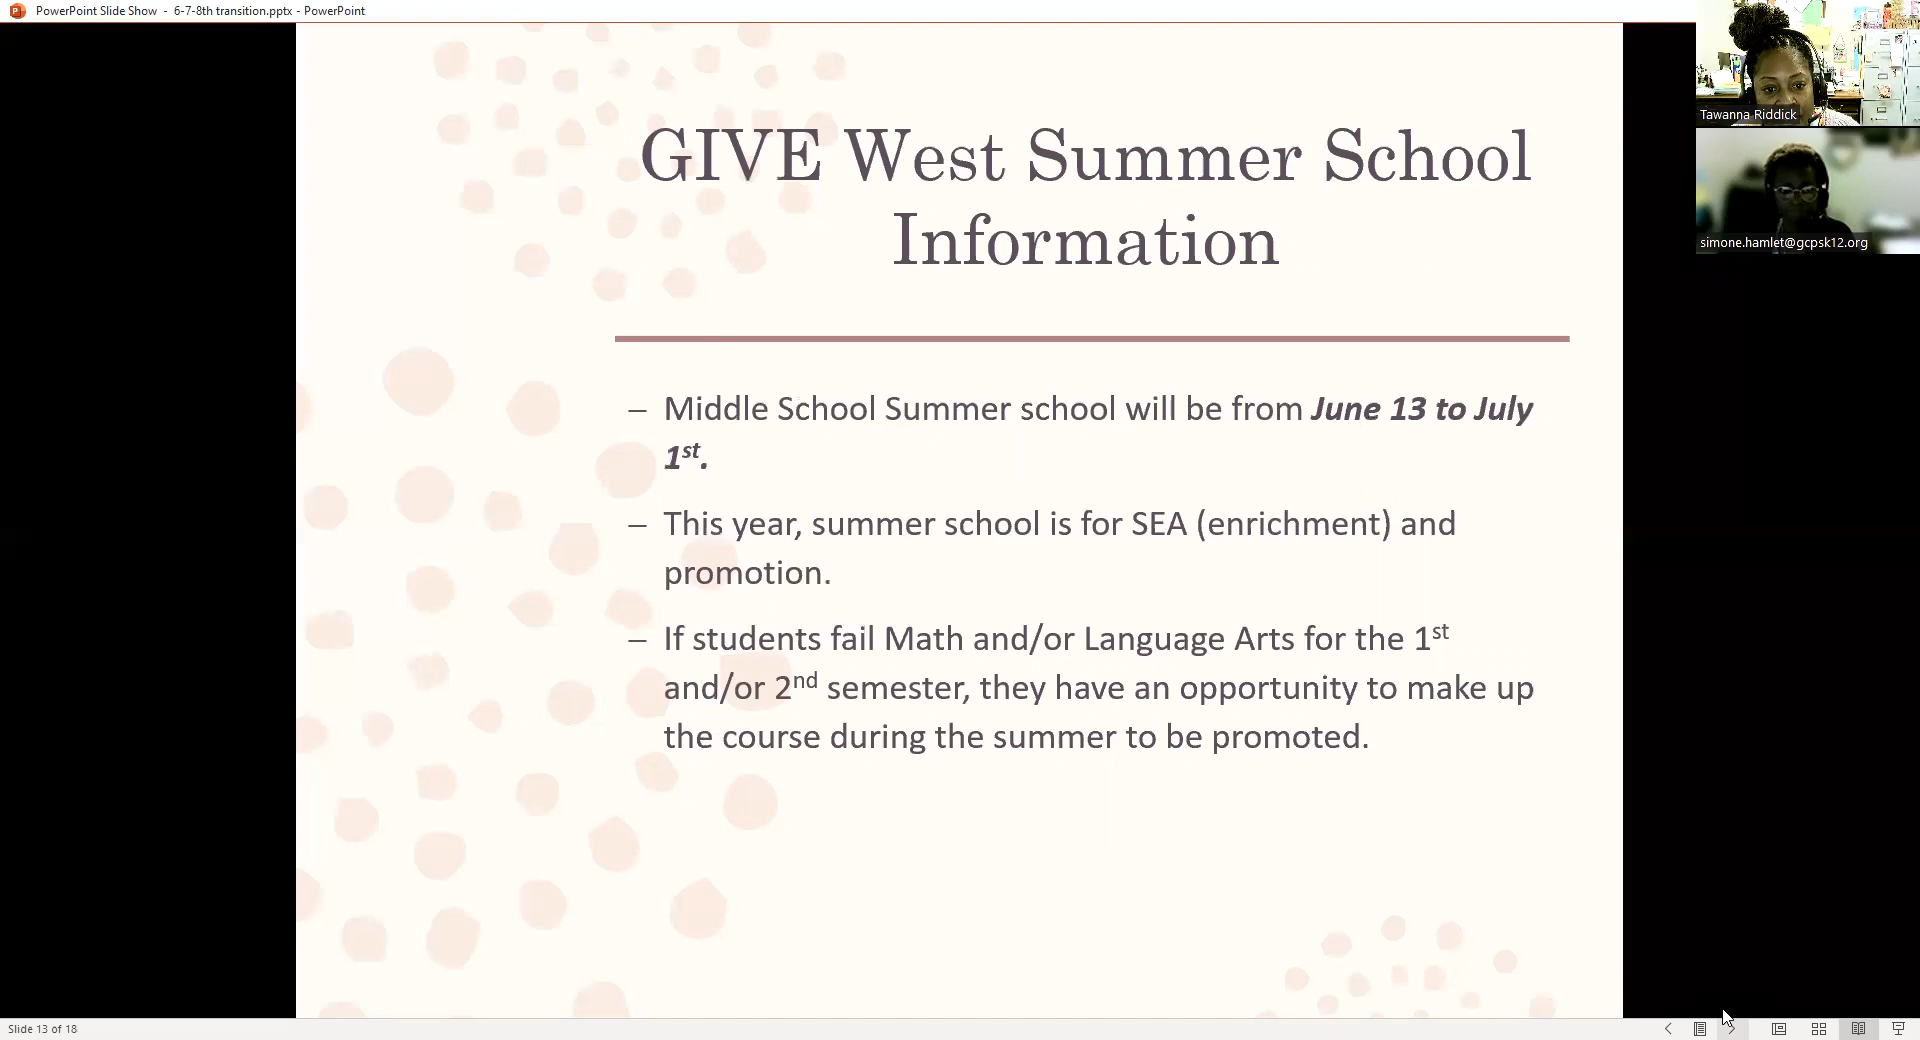 PowerPoint Slide Show - 6-7-8th transition.pptx - PowerPoint
Tawanna Riddick
simone.hamlet@gcpsk12.org
GIVE West Summer School
Information
– Middle School Summer school will be from June 13 to July
1st.
– This year, summer school is for SEA (enrichment) and
promotion.
– If students fail Math and/or Language Arts for the 1st
and/or 2nd semester, they have an opportunity to make up
the course during the summer to be promoted.
Slide 13 of 18